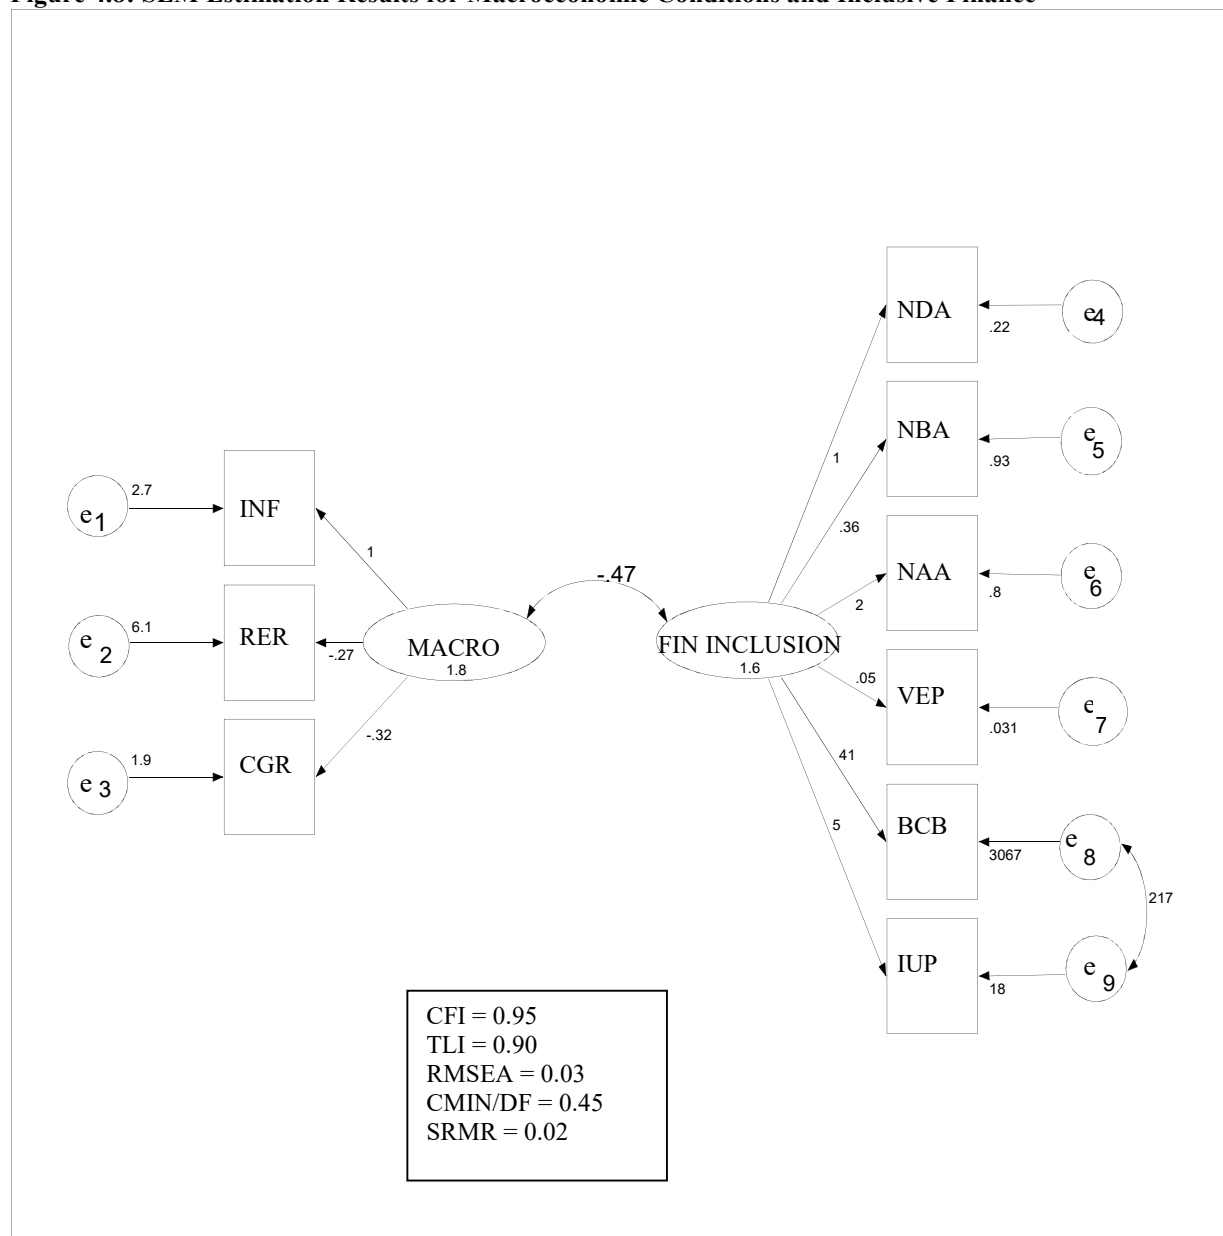 Figure 4.8: SEM Estimation Results for Macroeconomic Conditions and Inclusive Finance
NDA
e4
.22
NBA
e5
.93
1
INF
e1
2.7
.36
NAA
e6
.8
1
-.47
2
RER
e2
6.1
MACRO
1.8
-.27
FIN INCLUSION
1.6
.05
VEP
e7
.031
-.32
CGR
e3
1.9
41
5
BCB
e8
3067
217
IUP
e9
18
CFI = 0.95
TLI = 0.90
RMSEA = 0.03
CMIN/DF = 0.45
SRMR = 0.02